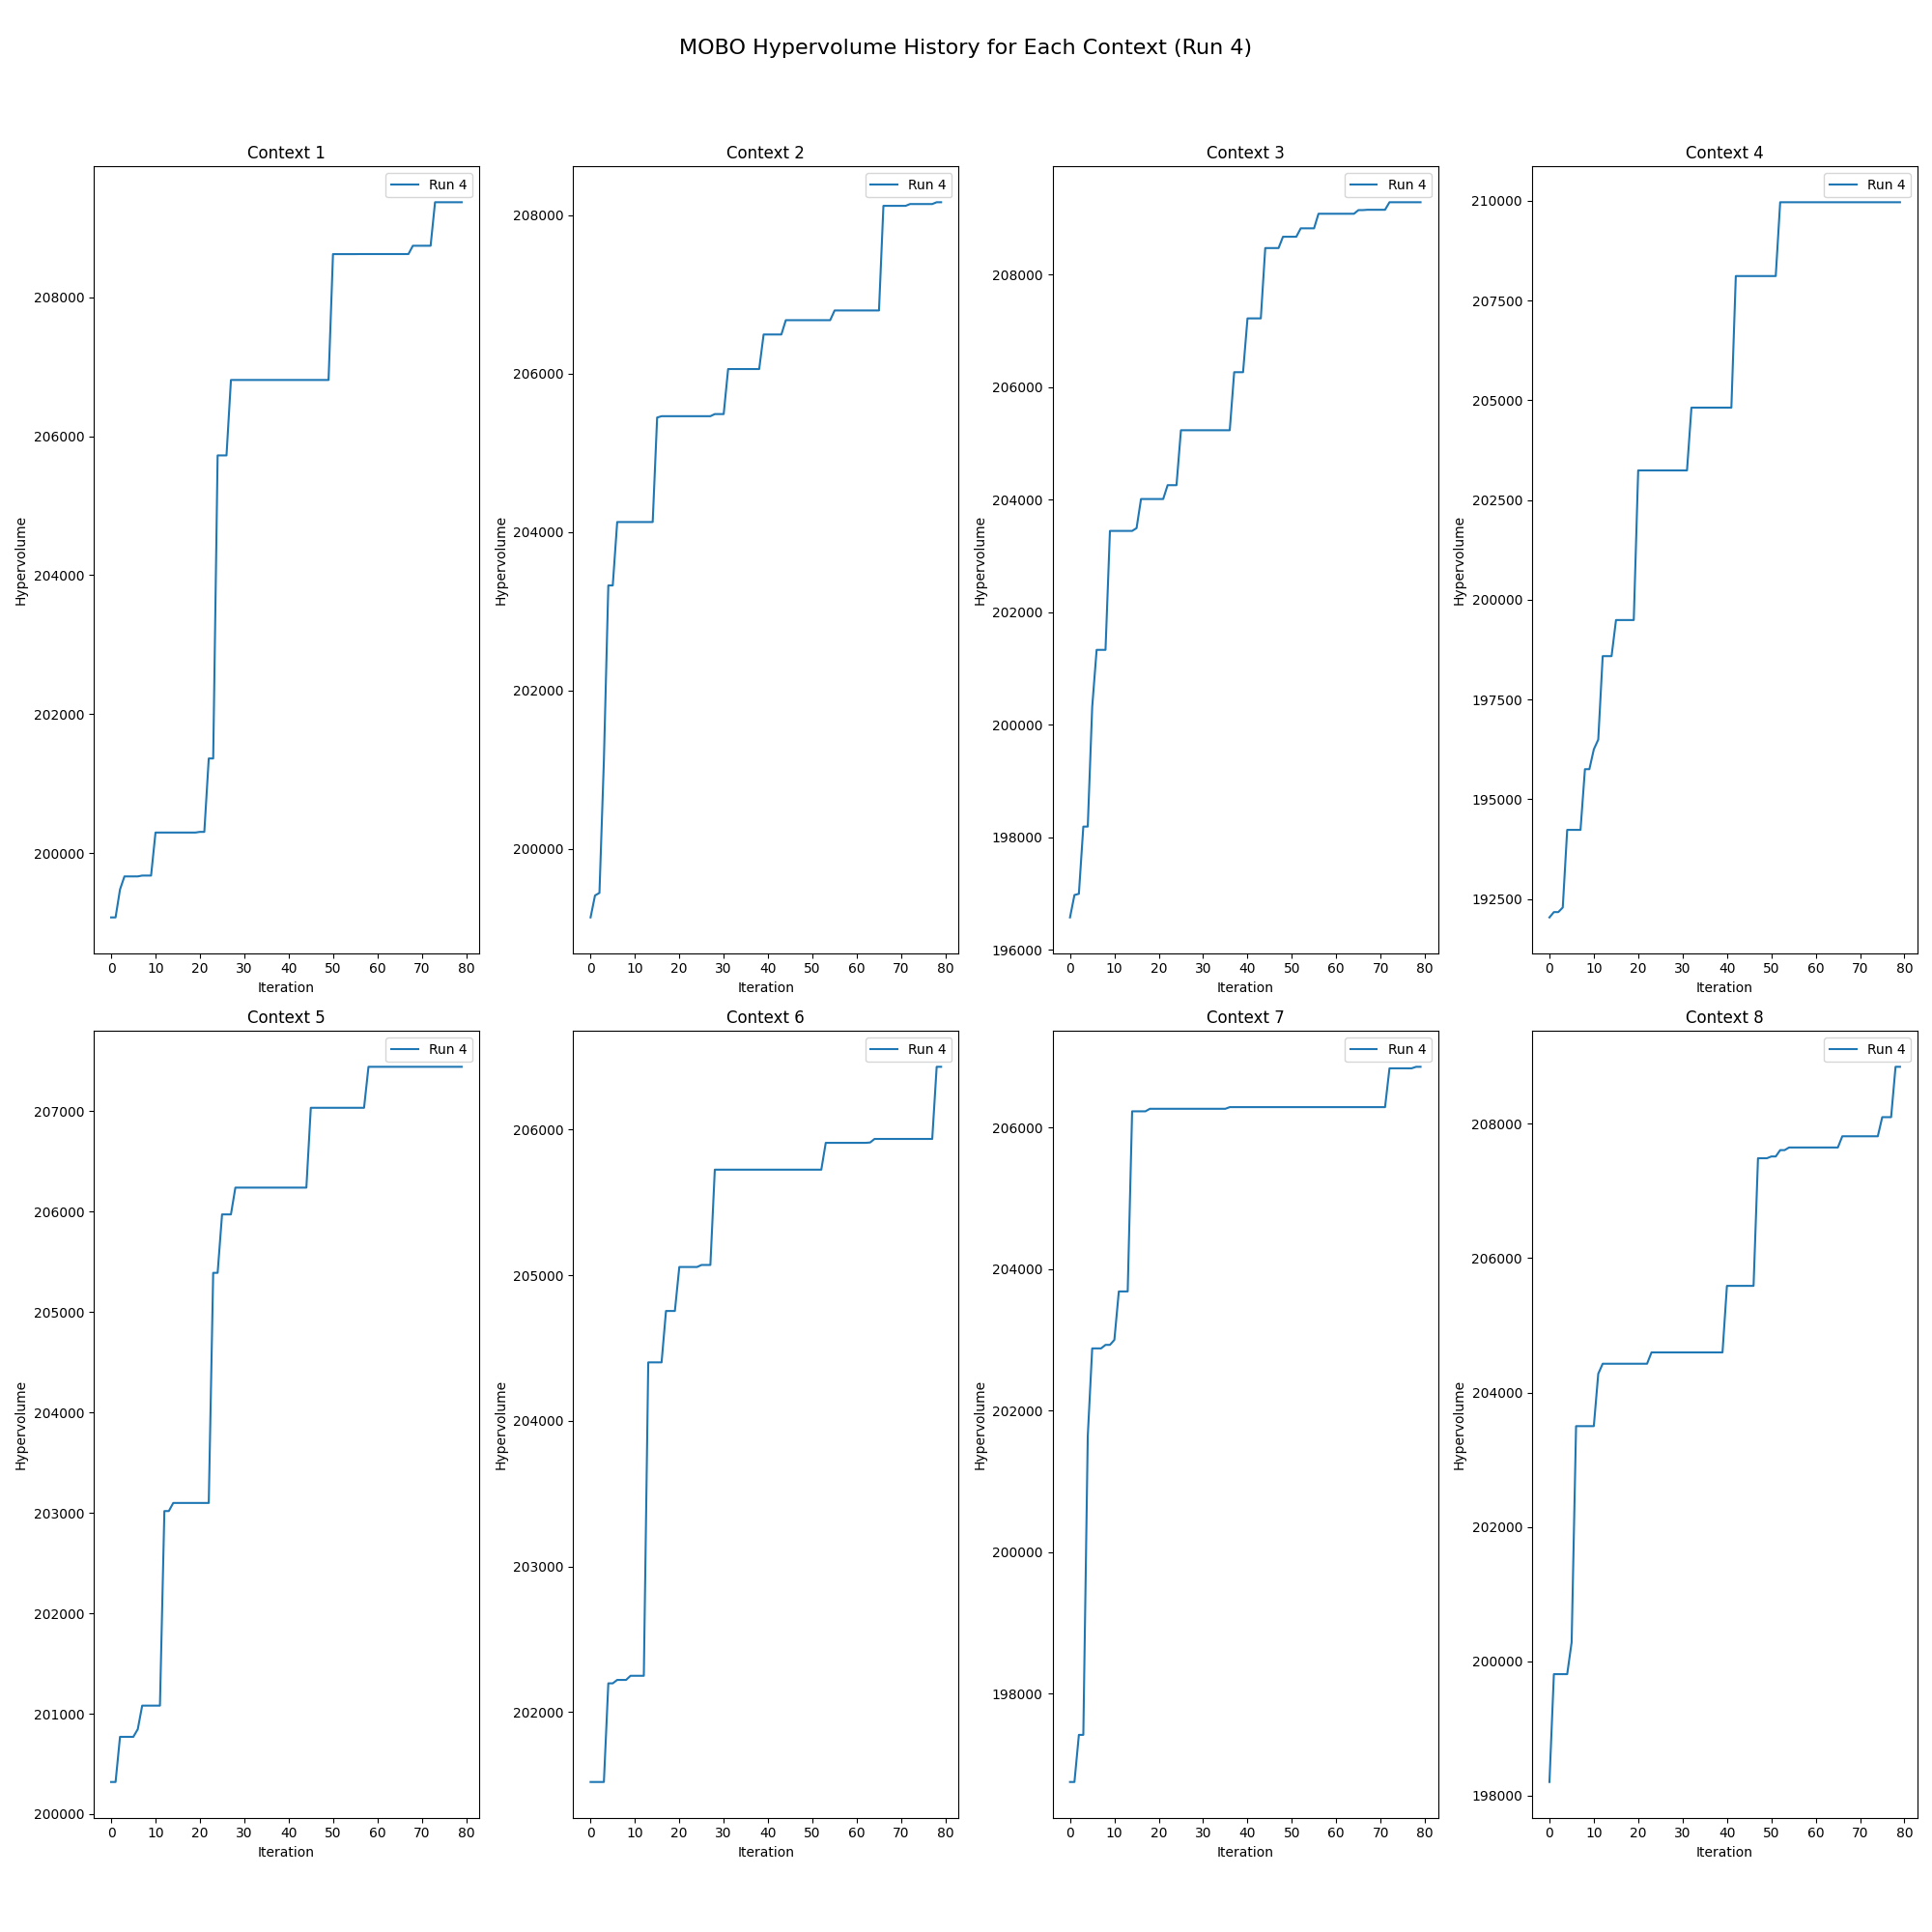 MOBO Hypervolume History for Each Context (Run 4)
Context 1
Run 4
208000
206000
204000
202000
200000
Hypervolume
0 10 20 30 40 50 60 70 80
Iteration
Context 2
Run 4
208000
206000
204000
202000
200000
Hypervolume
0 10 20 30 40 50 60 70 80
Iteration
Context 3
Run 4
208000
206000
204000
202000
200000
198000
196000
Hypervolume
0 10 20 30 40 50 60 70 80
Iteration
Context 4
Run 4
210000
207500
205000
202500
200000
197500
195000
192500
Hypervolume
0 10 20 30 40 50 60 70 80
Iteration
Context 5
Run 4
207000
206000
205000
204000
203000
202000
201000
200000
Hypervolume
0 10 20 30 40 50 60 70 80
Iteration
Context 6
Run 4
206000
205000
204000
203000
202000
Hypervolume
0 10 20 30 40 50 60 70 80
Iteration
Context 7
Run 4
206000
204000
202000
200000
198000
Hypervolume
0 10 20 30 40 50 60 70 80
Iteration
Context 8
Run 4
208000
206000
204000
202000
200000
198000
Hypervolume
0 10 20 30 40 50 60 70 80
Iteration